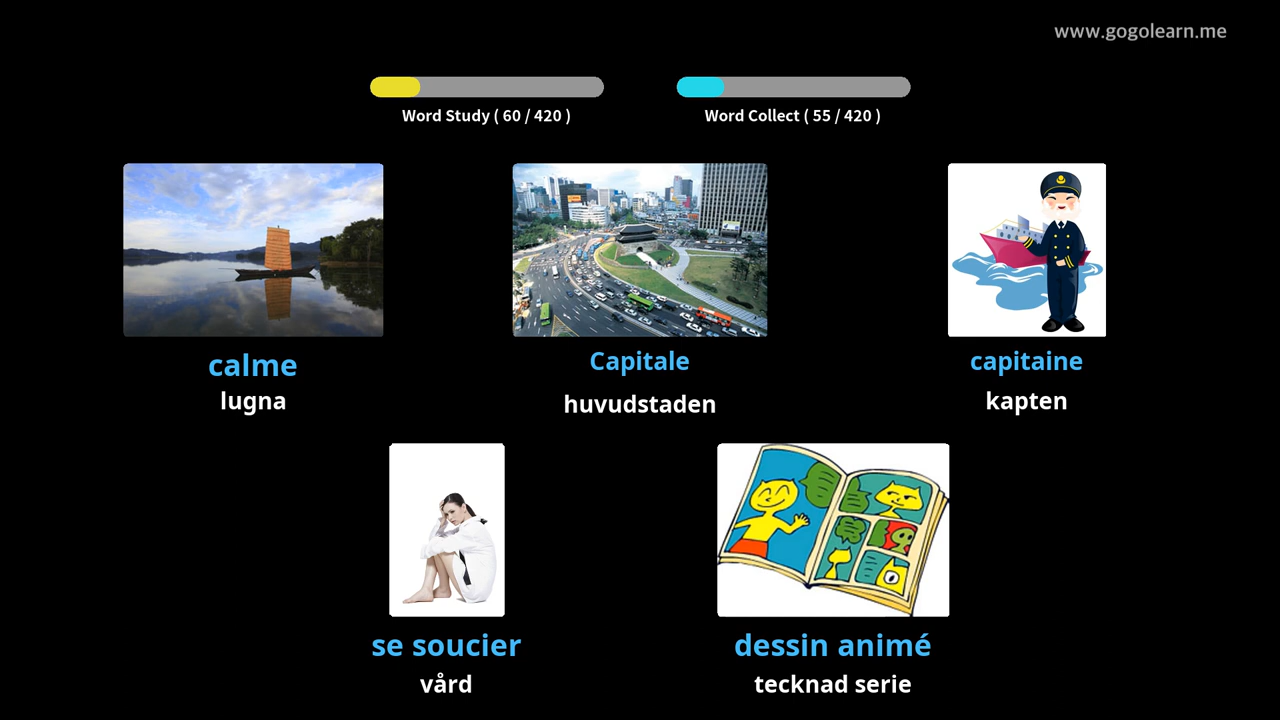 www.gogolearn.me
Word Study ( 60 / 420 )
Word Collect ( 55 / 420 )
calme
lugna
Capitale
huvudstaden
capitaine
kapten
se soucier
vård
dessin animé
tecknad serie